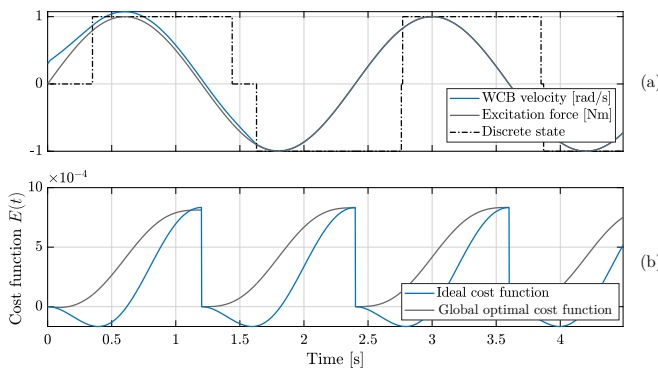 1
0
-1
WCB velocity [rad/s]
Excitation force [Nm]
Discrete state
(a)
×10⁻⁴
10
5
0
Cost function E(t)
Ideal cost function
Global optimal cost function
(b)
0 0.5 1 1.5 2 2.5 3 3.5 4
Time [s]